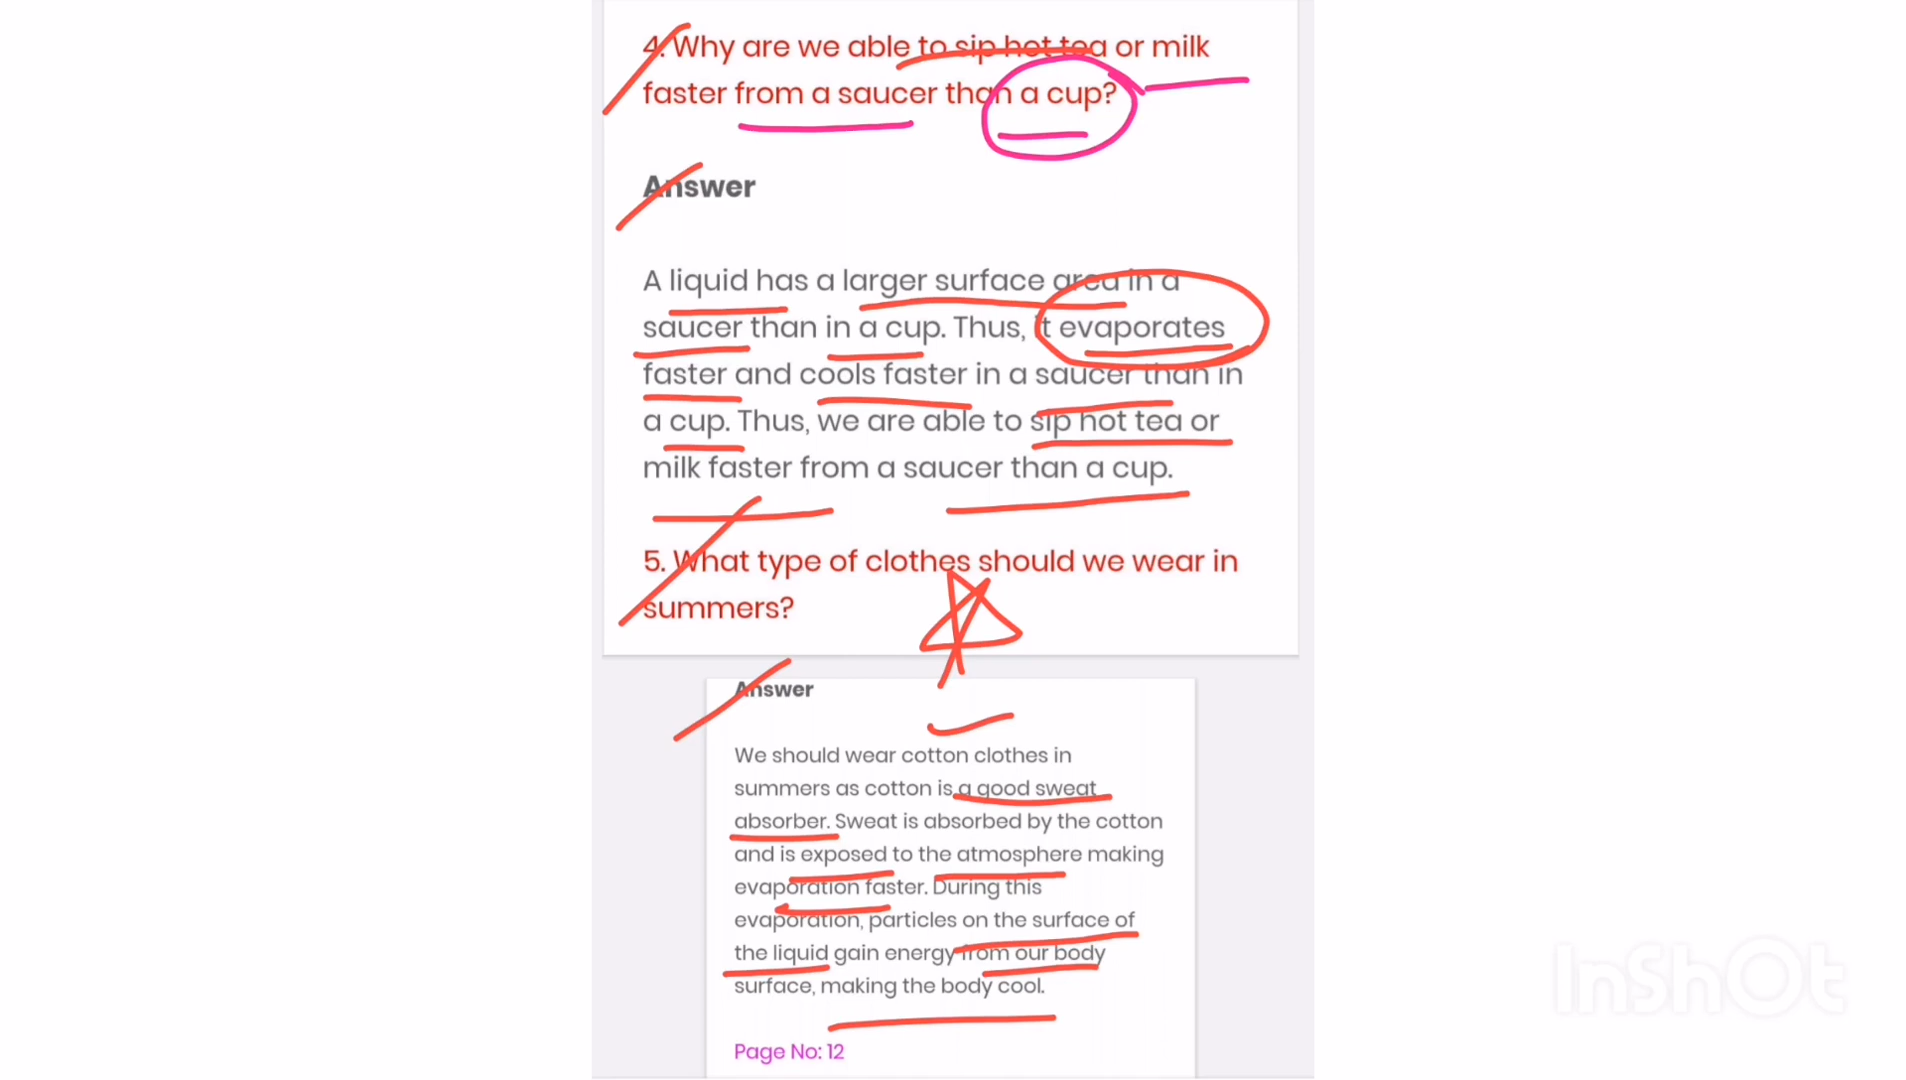 4. Why are we able to sip hot tea or milk
faster from a saucer than a cup?
Answer
A liquid has a larger surface area in a
saucer than in a cup. Thus, it evaporates
faster and cools faster in a saucer than in
a cup. Thus, we are able to sip hot tea or
milk faster from a saucer than a cup.
5. What type of clothes should we wear in
summers?
Answer
We should wear cotton clothes in
summers as cotton is a good sweat
absorber. Sweat is absorbed by the cotton
and is exposed to the atmosphere making
evaporation faster. During this
evaporation, particles on the surface of
the liquid gain energy from our body
surface, making the body cool.
Page No: 12
InShOt